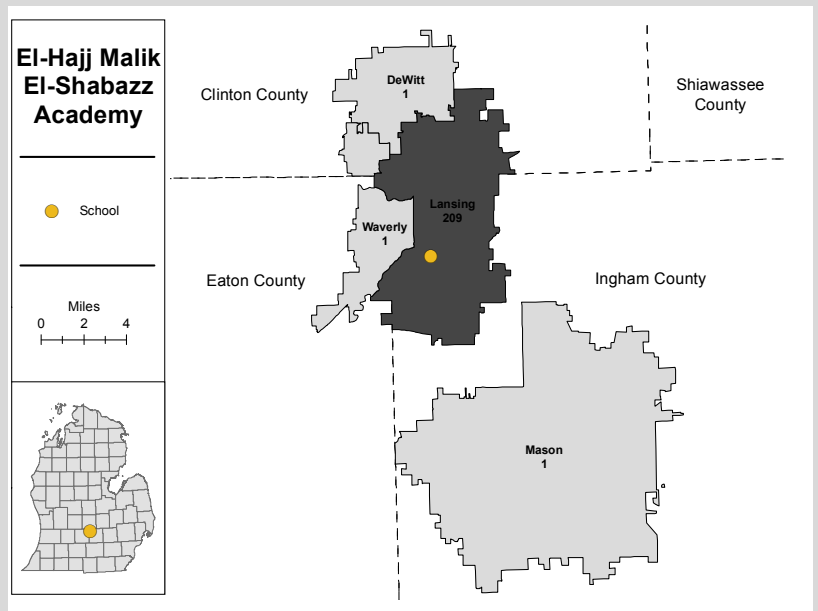 El-Hajj Malik
El-Shabazz
Academy
School
Miles
0 2 4
Clinton County
DeWitt
1
Shiawassee
County
Lansing
209
Waverly
1
Eaton County
Ingham County
Mason
1